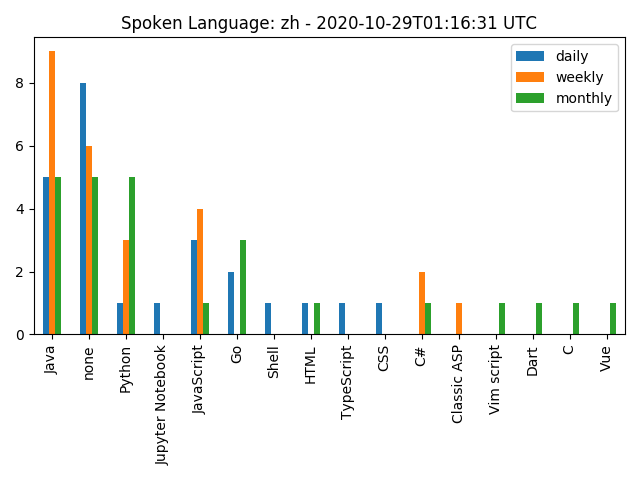 Spoken Language: zh - 2020-10-29T01:16:31 UTC
daily
weekly
monthly
8
6
4
2
0
Java
none
Python
Jupyter Notebook
JavaScript
Go
Shell
HTML
TypeScript
CSS
C#
Classic ASP
Vim script
Dart
C
Vue